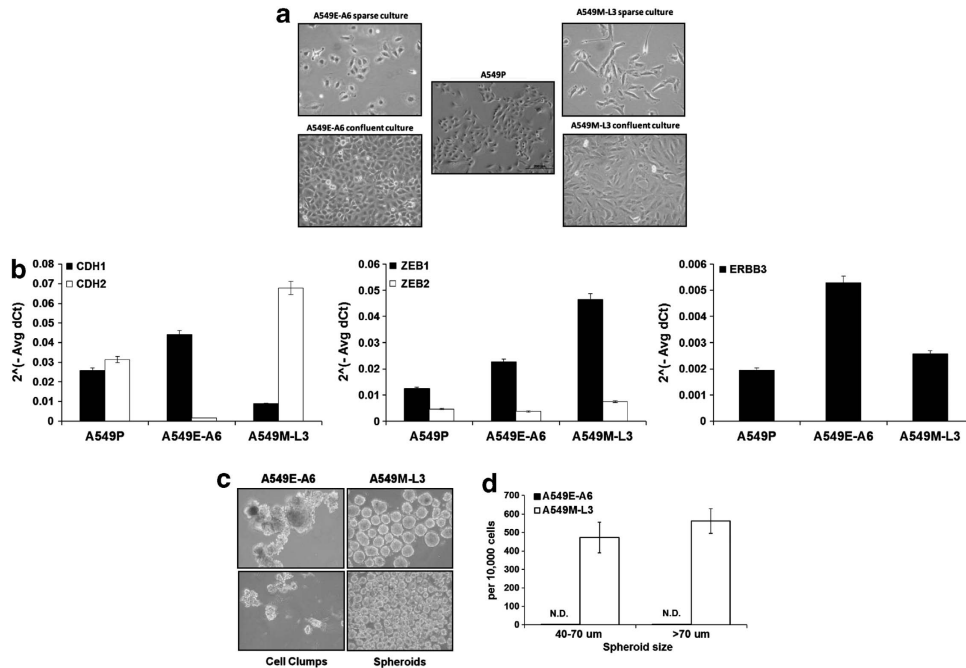 a
A549E-A6 sparse culture
A549M-L3 sparse culture
A549P
A549E-A6 confluent culture
A549M-L3 confluent culture
b
CDH1
CDH2
2^(- Avg dCt)
0.08
0.07
0.06
0.05
0.04
0.03
0.02
0.01
0
A549P A549E-A6 A549M-L3
ZEB1
ZEB2
2^(- Avg dCt)
0.06
0.05
0.04
0.03
0.02
0.01
0
A549P A549E-A6 A549M-L3
ERBB3
2^(- Avg dCt)
0.006
0.005
0.004
0.003
0.002
0.001
0
A549P A549E-A6 A549M-L3
c
A549E-A6 A549M-L3
Cell Clumps Spheroids
d
A549E-A6
A549M-L3
per 10,000 cells
700
600
500
400
300
200
100
0
N.D. N.D.
40-70 um >70 um
Spheroid size